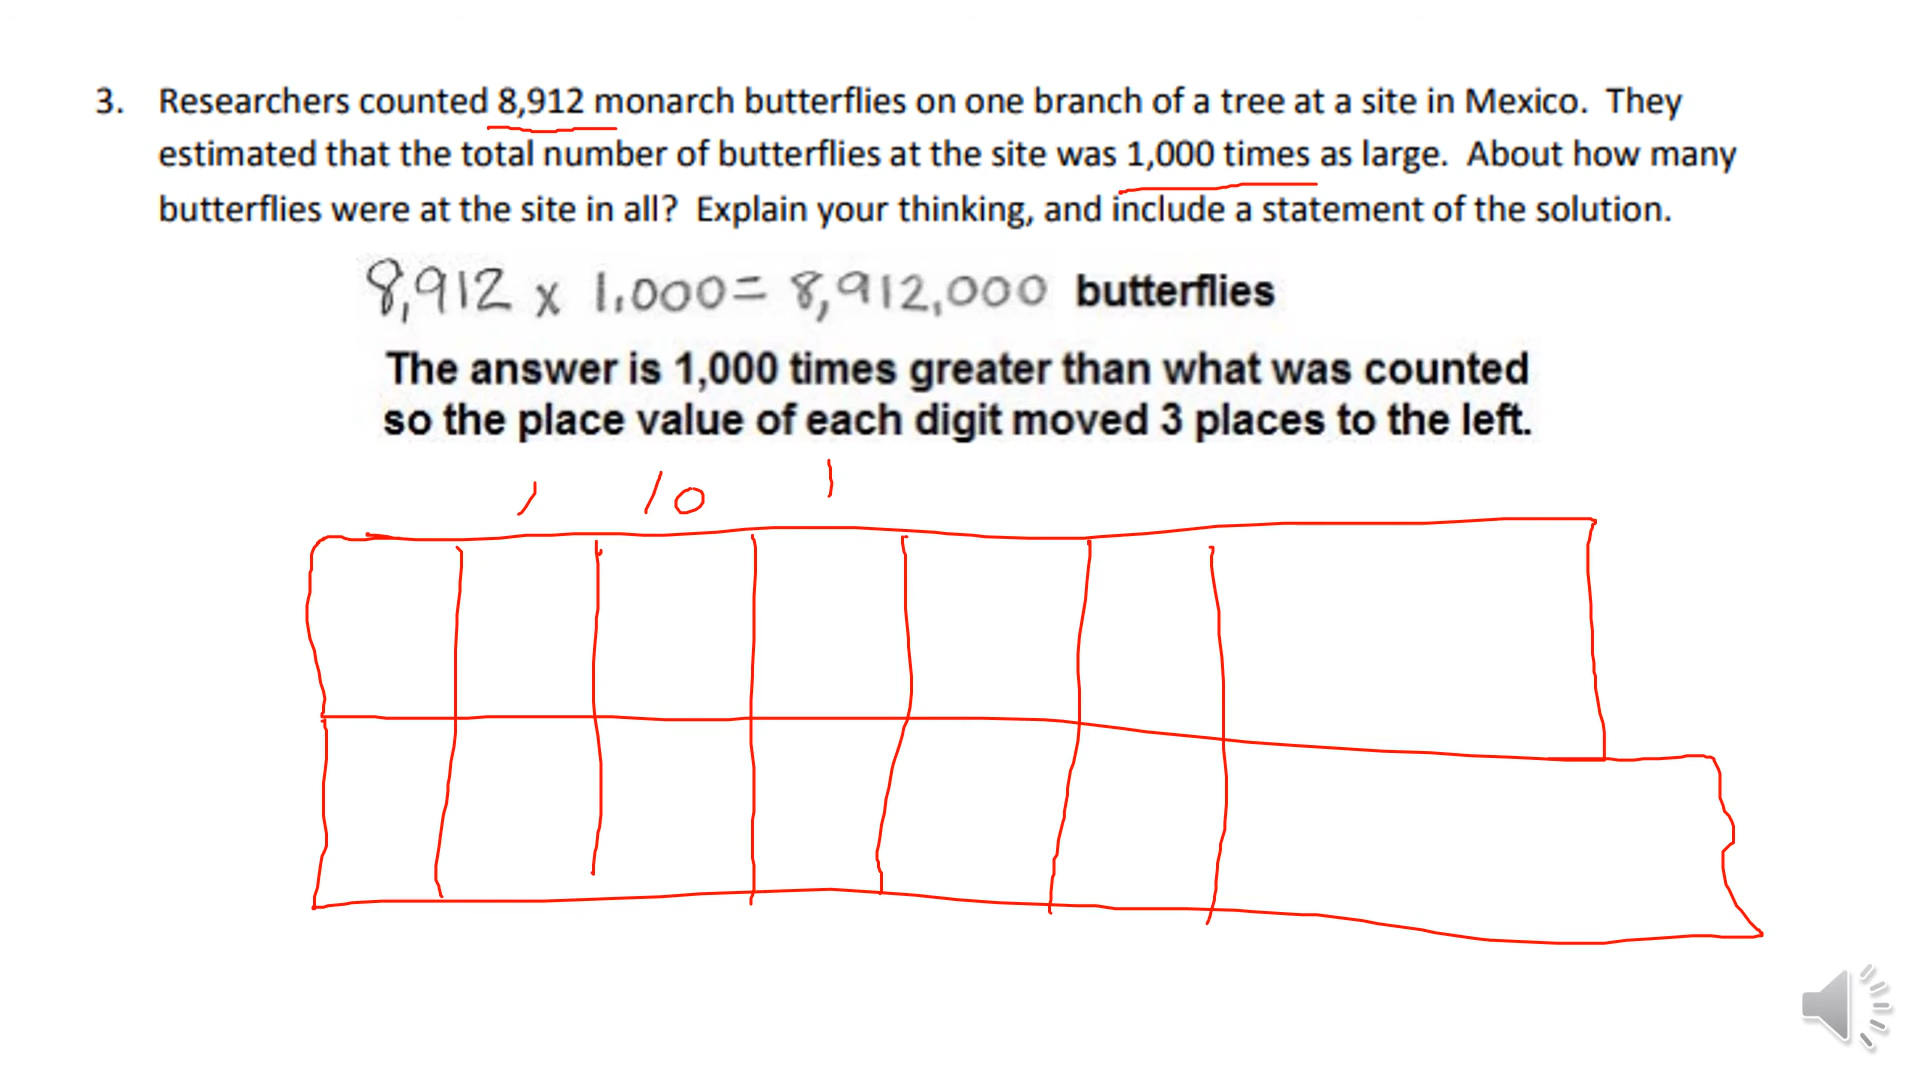 3. Researchers counted 8,912 monarch butterflies on one branch of a tree at a site in Mexico. They
estimated that the total number of butterflies at the site was 1,000 times as large. About how many
butterflies were at the site in all? Explain your thinking, and include a statement of the solution.
8,912 x 1,000 = 8,912,000 butterflies
The answer is 1,000 times greater than what was counted
so the place value of each digit moved 3 places to the left.
, 10 1